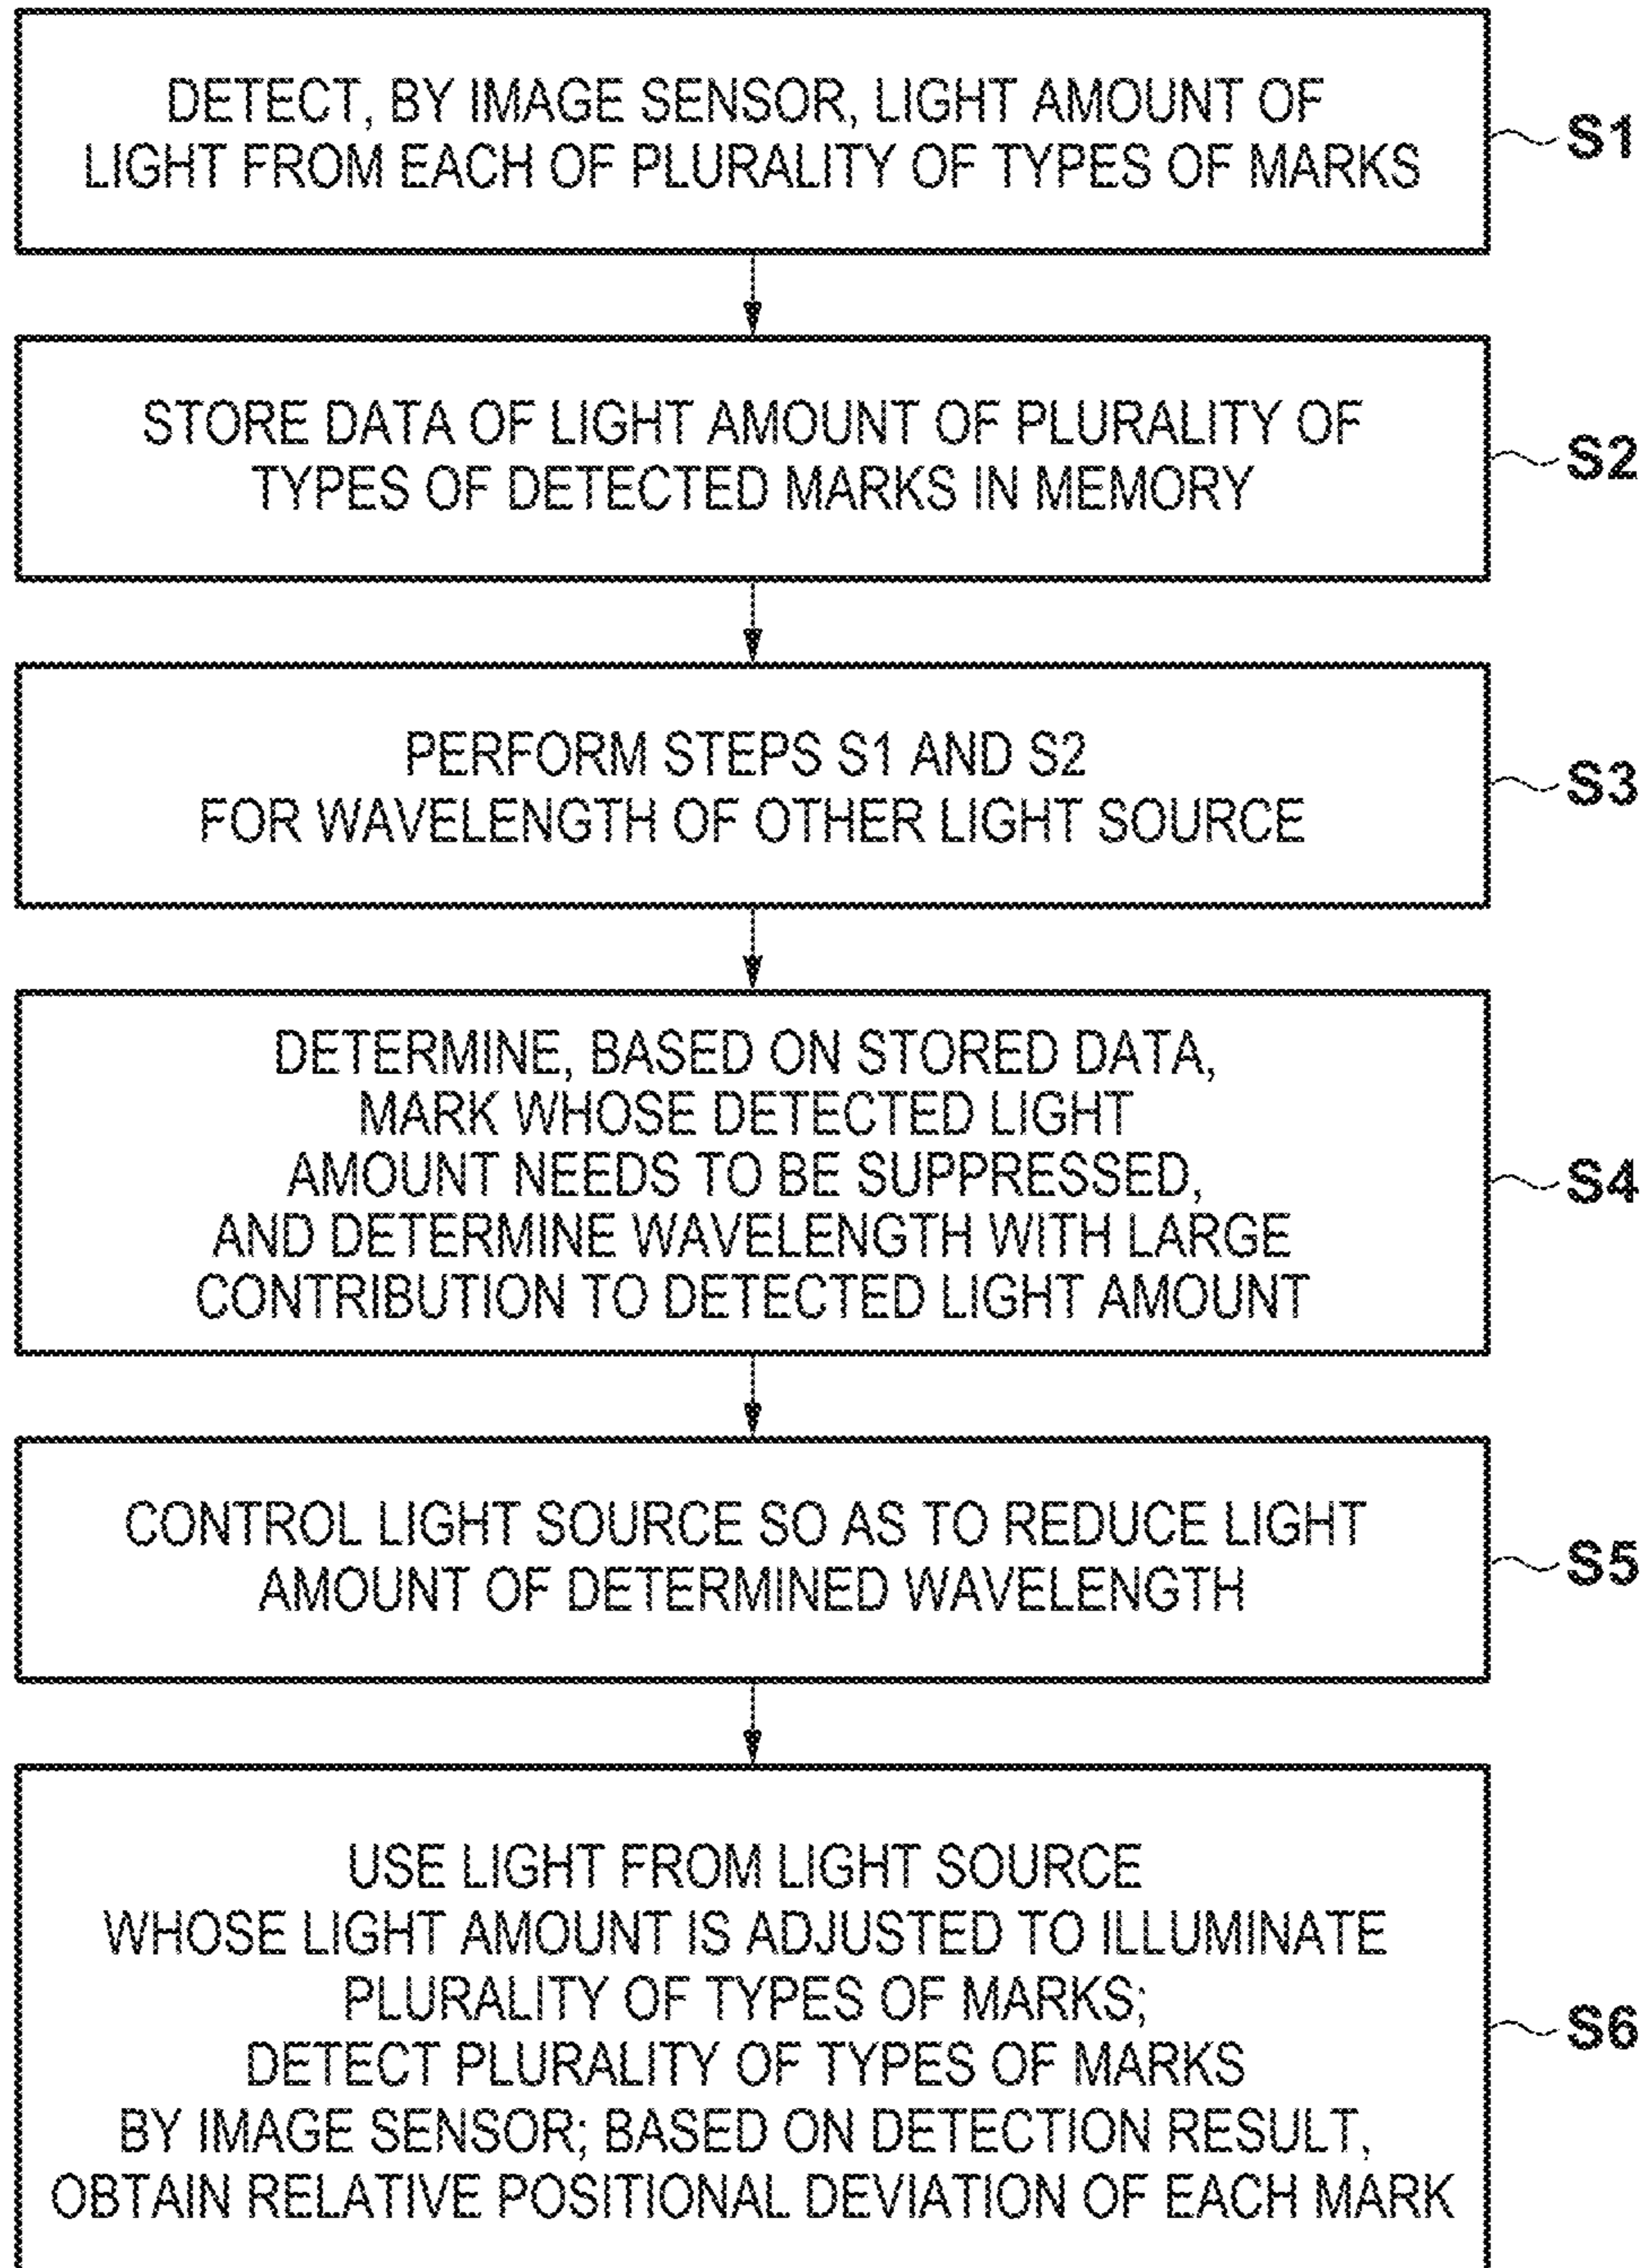 DETECT, BY IMAGE SENSOR, LIGHT AMOUNT OF
LIGHT FROM EACH OF PLURALITY OF TYPES OF MARKS
S1
STORE DATA OF LIGHT AMOUNT OF PLURALITY OF
TYPES OF DETECTED MARKS IN MEMORY
S2
PERFORM STEPS S1 AND S2
FOR WAVELENGTH OF OTHER LIGHT SOURCE
S3
DETERMINE, BASED ON STORED DATA,
MARK WHOSE DETECTED LIGHT
AMOUNT NEEDS TO BE SUPPRESSED,
AND DETERMINE WAVELENGTH WITH LARGE
CONTRIBUTION TO DETECTED LIGHT AMOUNT
S4
CONTROL LIGHT SOURCE SO AS TO REDUCE LIGHT
AMOUNT OF DETERMINED WAVELENGTH
S5
USE LIGHT FROM LIGHT SOURCE
WHOSE LIGHT AMOUNT IS ADJUSTED TO ILLUMINATE
PLURALITY OF TYPES OF MARKS;
DETECT PLURALITY OF TYPES OF MARKS
BY IMAGE SENSOR; BASED ON DETECTION RESULT,
OBTAIN RELATIVE POSITIONAL DEVIATION OF EACH MARK
S6